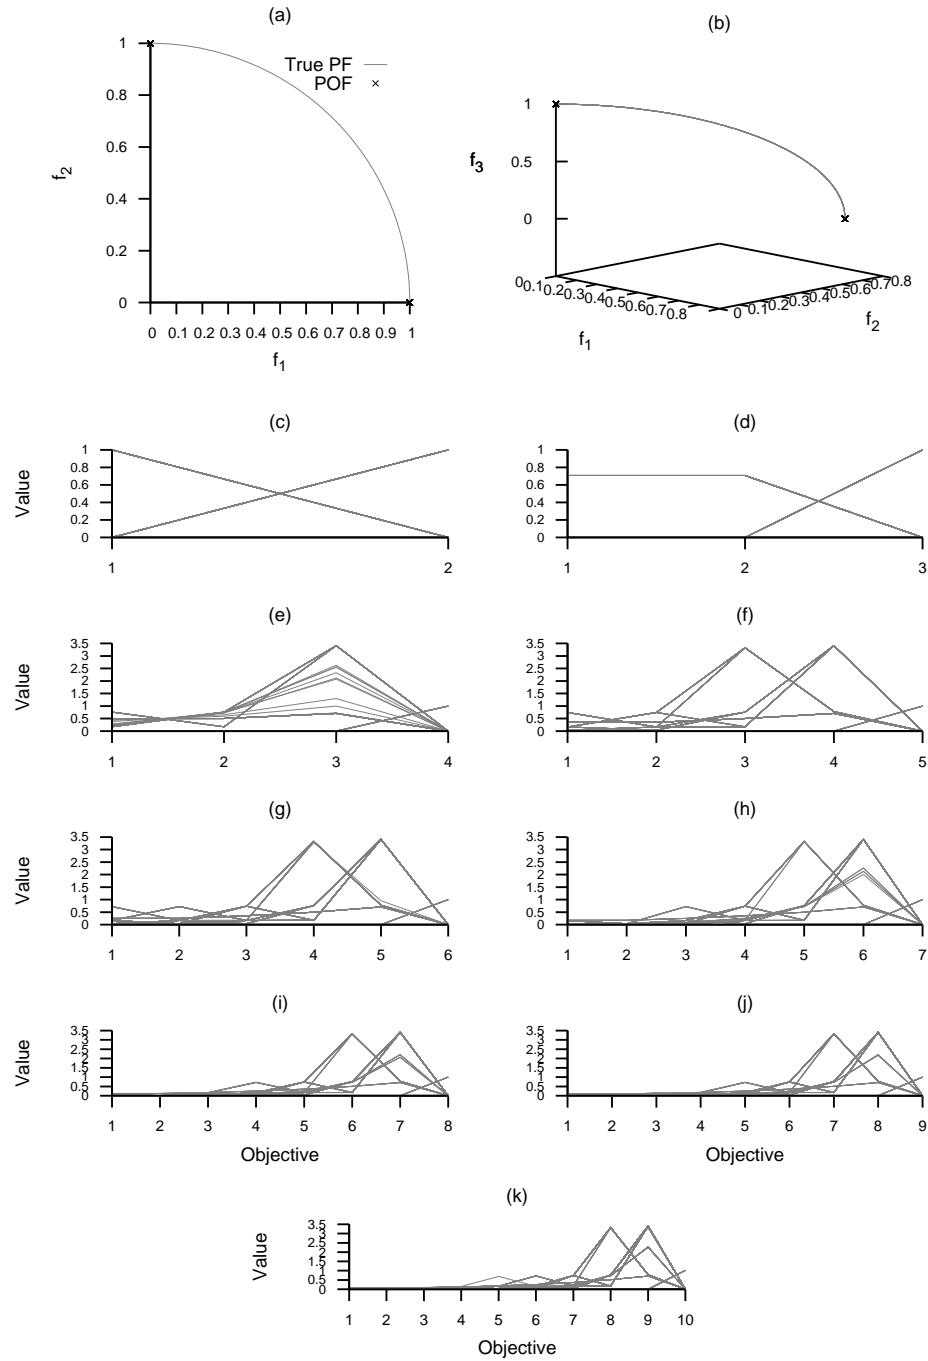 (a)
1
0.8
0.6
0.4
0.2
0
f2
True PF
POF
0 0.1 0.2 0.3 0.4 0.5 0.6 0.7 0.8 0.9 1
f1
(b)
1
0.5
0
f3
0 0.1 0.2 0.3 0.4 0.5 0.6 0.7 0.8
f1
0 0.1 0.2 0.3 0.4 0.5 0.6 0.7 0.8
f2
(c)
Value
1
0.8
0.6
0.4
0.2
0
1 2
(d)
1
0.8
0.6
0.4
0.2
0
1 2 3
(e)
Value
3.5
3
2.5
2
1.5
1
0.5
0
1 2 3 4
(f)
3.5
3
2.5
2
1.5
1
0.5
0
1 2 3 4 5
(g)
Value
3.5
3
2.5
2
1.5
1
0.5
0
1 2 3 4 5 6
(h)
3.5
3
2.5
2
1.5
1
0.5
0
1 2 3 4 5 6 7
(i)
Value
3.5
3
2.5
2
1.5
1
0.5
0
1 2 3 4 5 6 7 8
Objective
(j)
3.5
3
2.5
2
1.5
1
0.5
0
1 2 3 4 5 6 7 8 9
Objective
(k)
Value
3.5
3
2.5
2
1.5
1
0.5
0
1 2 3 4 5 6 7 8 9 10
Objective